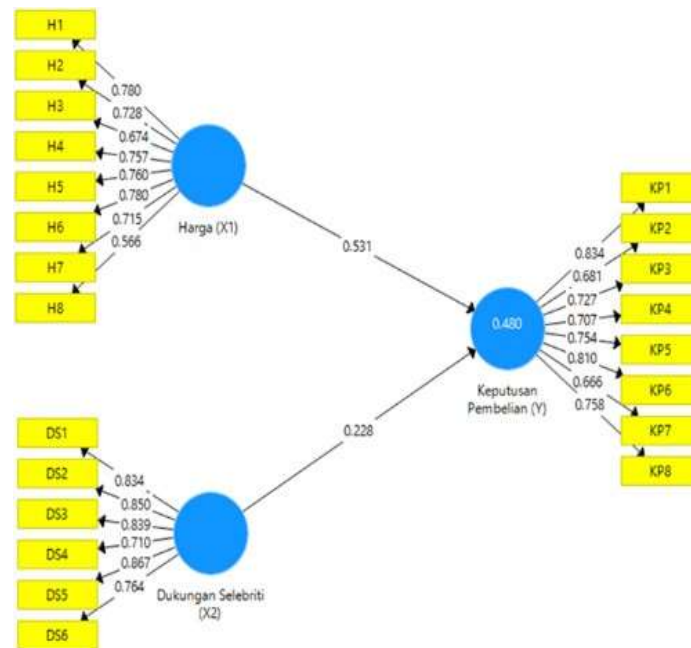 H1
H2
H3
H4
H5
H6
H7
H8
0.780
0.728
0.674
0.757
0.760
0.780
0.715
0.566
Harga (X1)
0.531
KP1
KP2
KP3
KP4
KP5
KP6
KP7
KP8
0.834
0.681
0.727
0.707
0.754
0.810
0.666
0.758
0.480
Keputusan
Pembelian (Y)
0.228
DS1
DS2
DS3
DS4
DS5
DS6
0.834
0.850
0.839
0.710
0.867
0.764
Dukungan Selebriti
(X2)